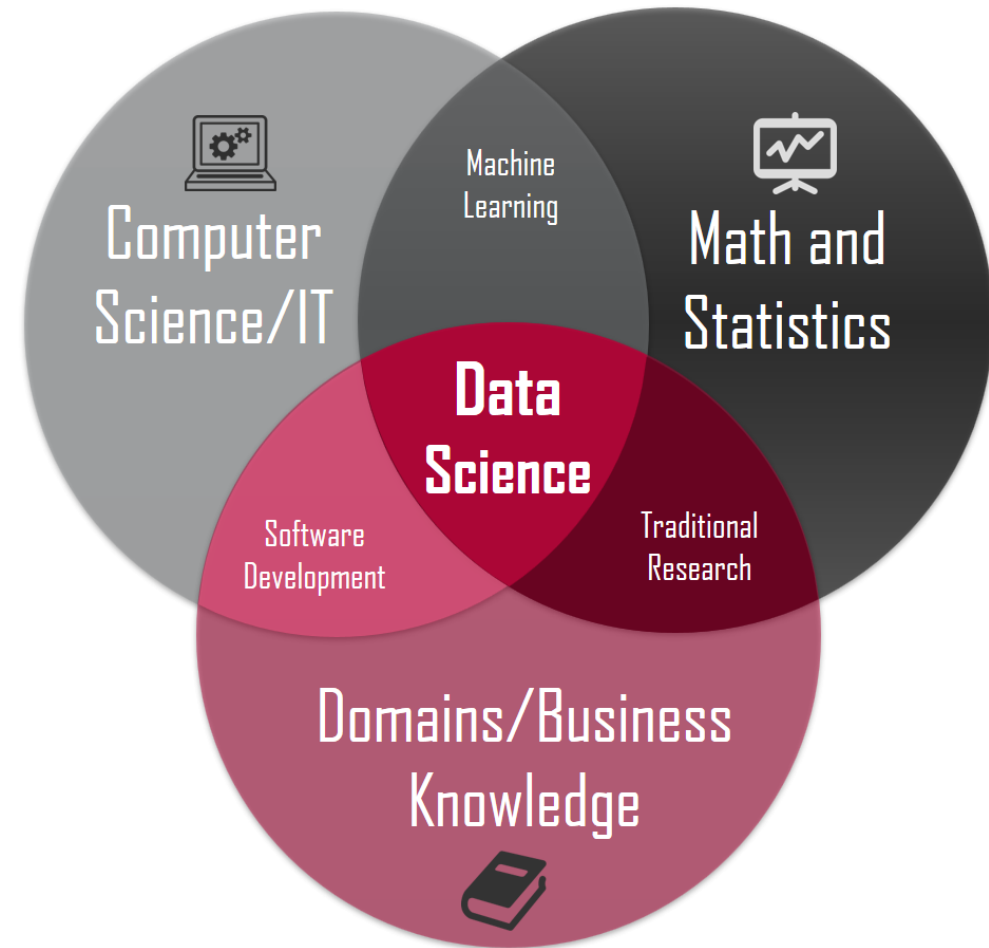 Machine
Learning
Computer
Science/IT
Math and
Statistics
Data
Science
Software
Development
Traditional
Research
Domains/Business
Knowledge